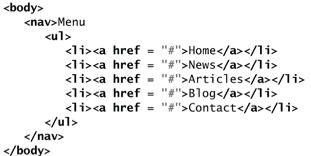 <body>
   <nav>Menu
      <ul>
         <li><a href = "#">Home</a></li>
         <li><a href = "#">News</a></li>
         <li><a href = "#">Articles</a></li>
         <li><a href = "#">Blog</a></li>
         <li><a href = "#">Contact</a></li>
      </ul>
   </nav>
</body>